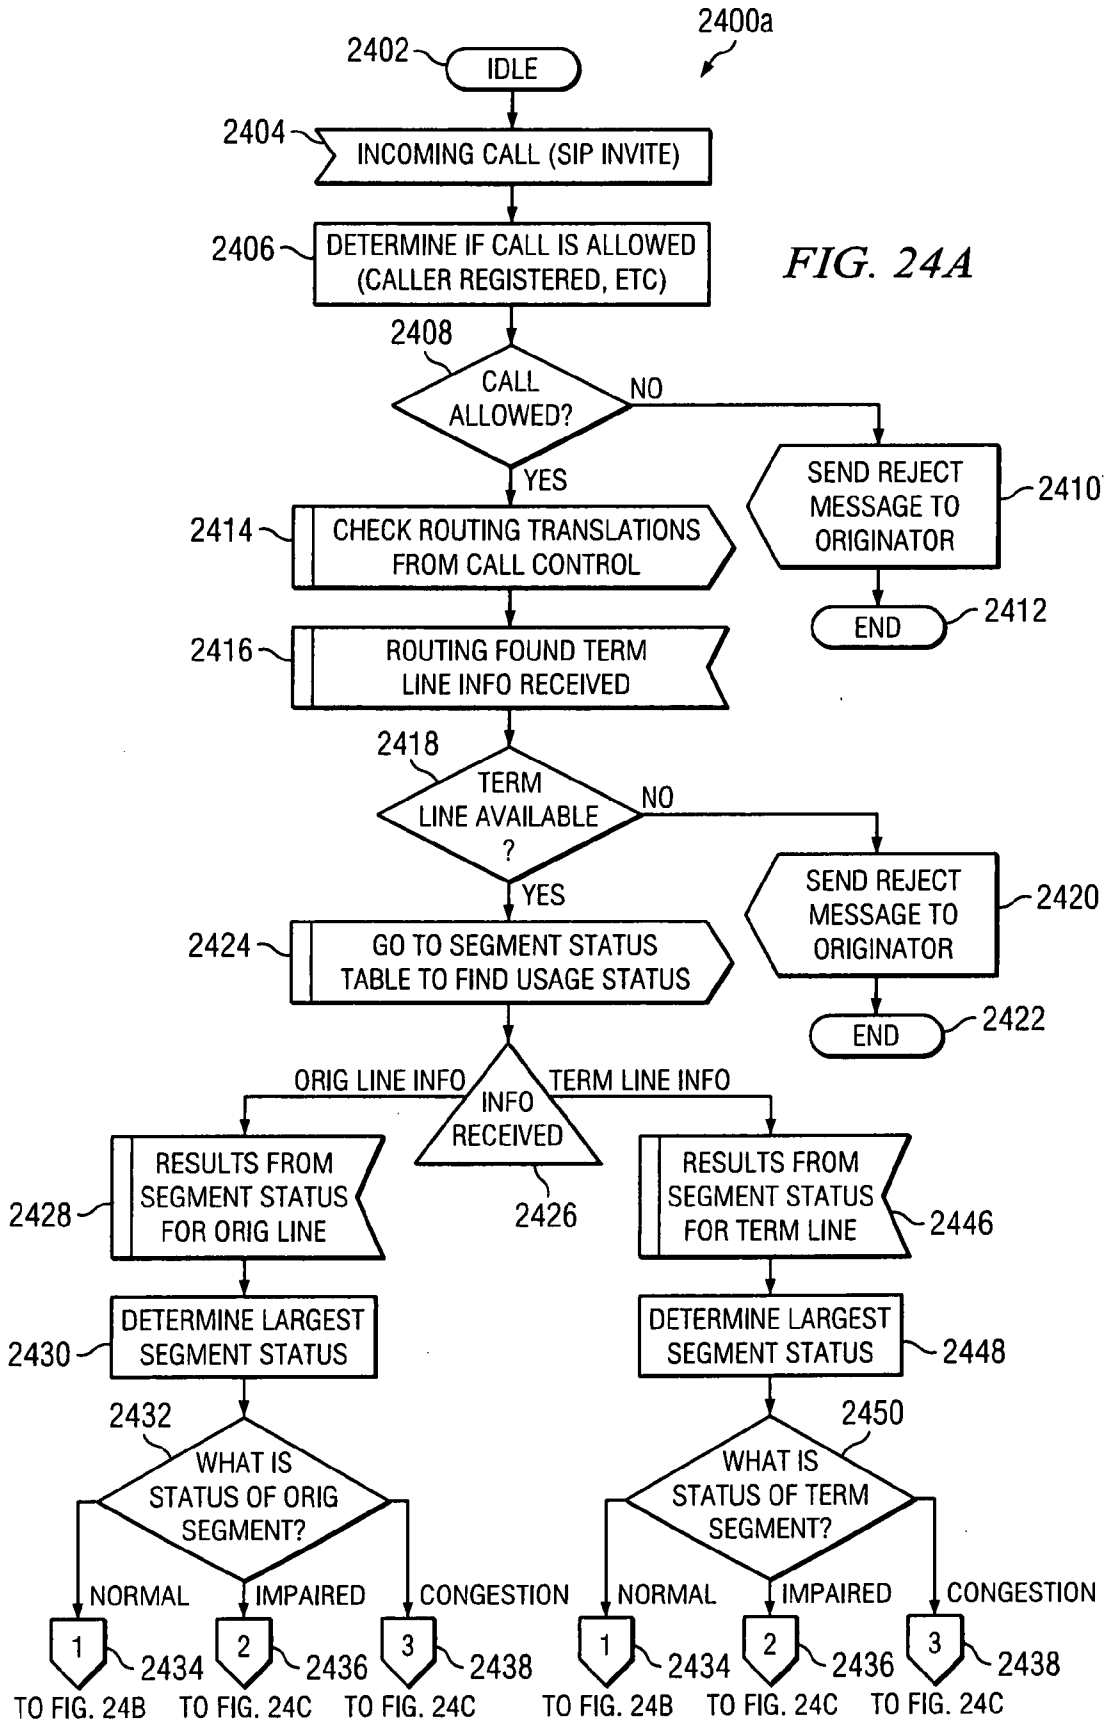 2400a
2402
IDLE
2404
INCOMING CALL (SIP INVITE)
2406
DETERMINE IF CALL IS ALLOWED
(CALLER REGISTERED, ETC)
FIG. 24A
2408
CALL
ALLOWED?
NO
YES
SEND REJECT
MESSAGE TO
ORIGINATOR
2410
2414
CHECK ROUTING TRANSLATIONS
FROM CALL CONTROL
END
2412
2416
ROUTING FOUND TERM
LINE INFO RECEIVED
2418
TERM
LINE AVAILABLE
?
NO
YES
SEND REJECT
MESSAGE TO
ORIGINATOR
2420
2424
GO TO SEGMENT STATUS
TABLE TO FIND USAGE STATUS
END
2422
ORIG LINE INFO
TERM LINE INFO
INFO
RECEIVED
2426
RESULTS FROM
SEGMENT STATUS
FOR ORIG LINE
2428
RESULTS FROM
SEGMENT STATUS
FOR TERM LINE
2446
DETERMINE LARGEST
SEGMENT STATUS
2430
DETERMINE LARGEST
SEGMENT STATUS
2448
2432
WHAT IS
STATUS OF ORIG
SEGMENT?
2450
WHAT IS
STATUS OF TERM
SEGMENT?
NORMAL
IMPAIRED
CONGESTION
NORMAL
IMPAIRED
CONGESTION
1
2434
2
2436
3
2438
1
2434
2
2436
3
2438
TO FIG. 24B
TO FIG. 24C
TO FIG. 24C
TO FIG. 24B
TO FIG. 24C
TO FIG. 24C